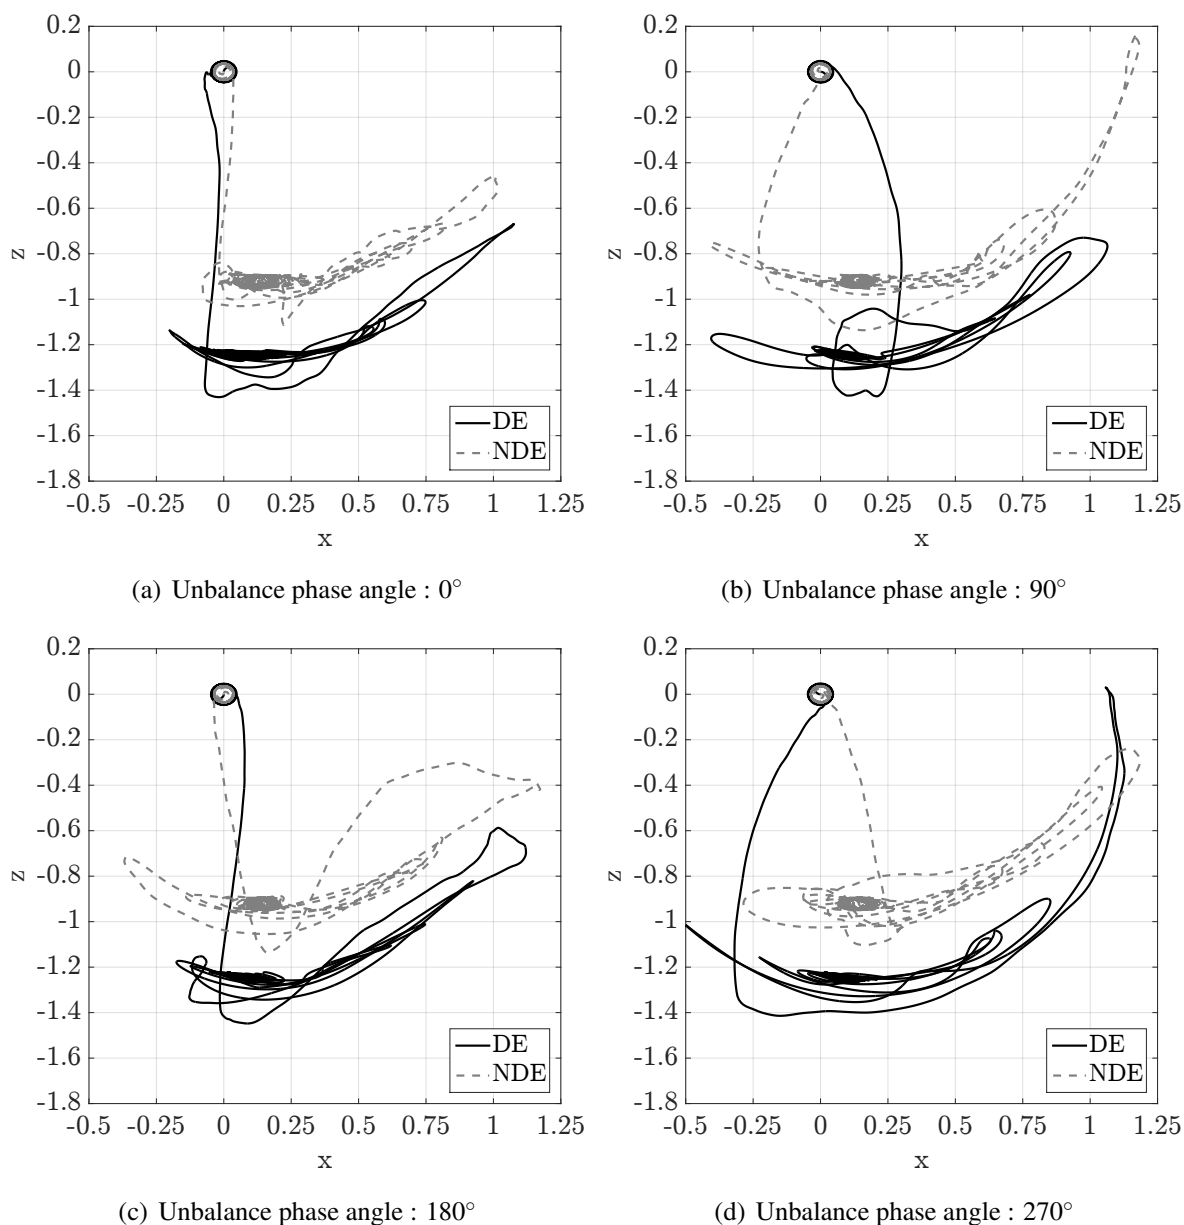 0.2 0.2
0 0
-0.2 -0.2
-0.4 -0.4
-0.6 -0.6
z -0.8 z -0.8
-1 -1
-1.2 -1.2
-1.4 DE -1.4 DE
-1.6 NDE -1.6 NDE
-1.8 -1.8
-0.5 -0.25 0 0.25 0.5 0.75 1 1.25 -0.5 -0.25 0 0.25 0.5 0.75 1 1.25
x x
(a) Unbalance phase angle : 0° (b) Unbalance phase angle : 90°
0.2 0.2
0 0
-0.2 -0.2
-0.4 -0.4
-0.6 -0.6
z -0.8 z -0.8
-1 -1
-1.2 -1.2
-1.4 DE -1.4 DE
-1.6 NDE -1.6 NDE
-1.8 -1.8
-0.5 -0.25 0 0.25 0.5 0.75 1 1.25 -0.5 -0.25 0 0.25 0.5 0.75 1 1.25
x x
(c) Unbalance phase angle : 180° (d) Unbalance phase angle : 270°